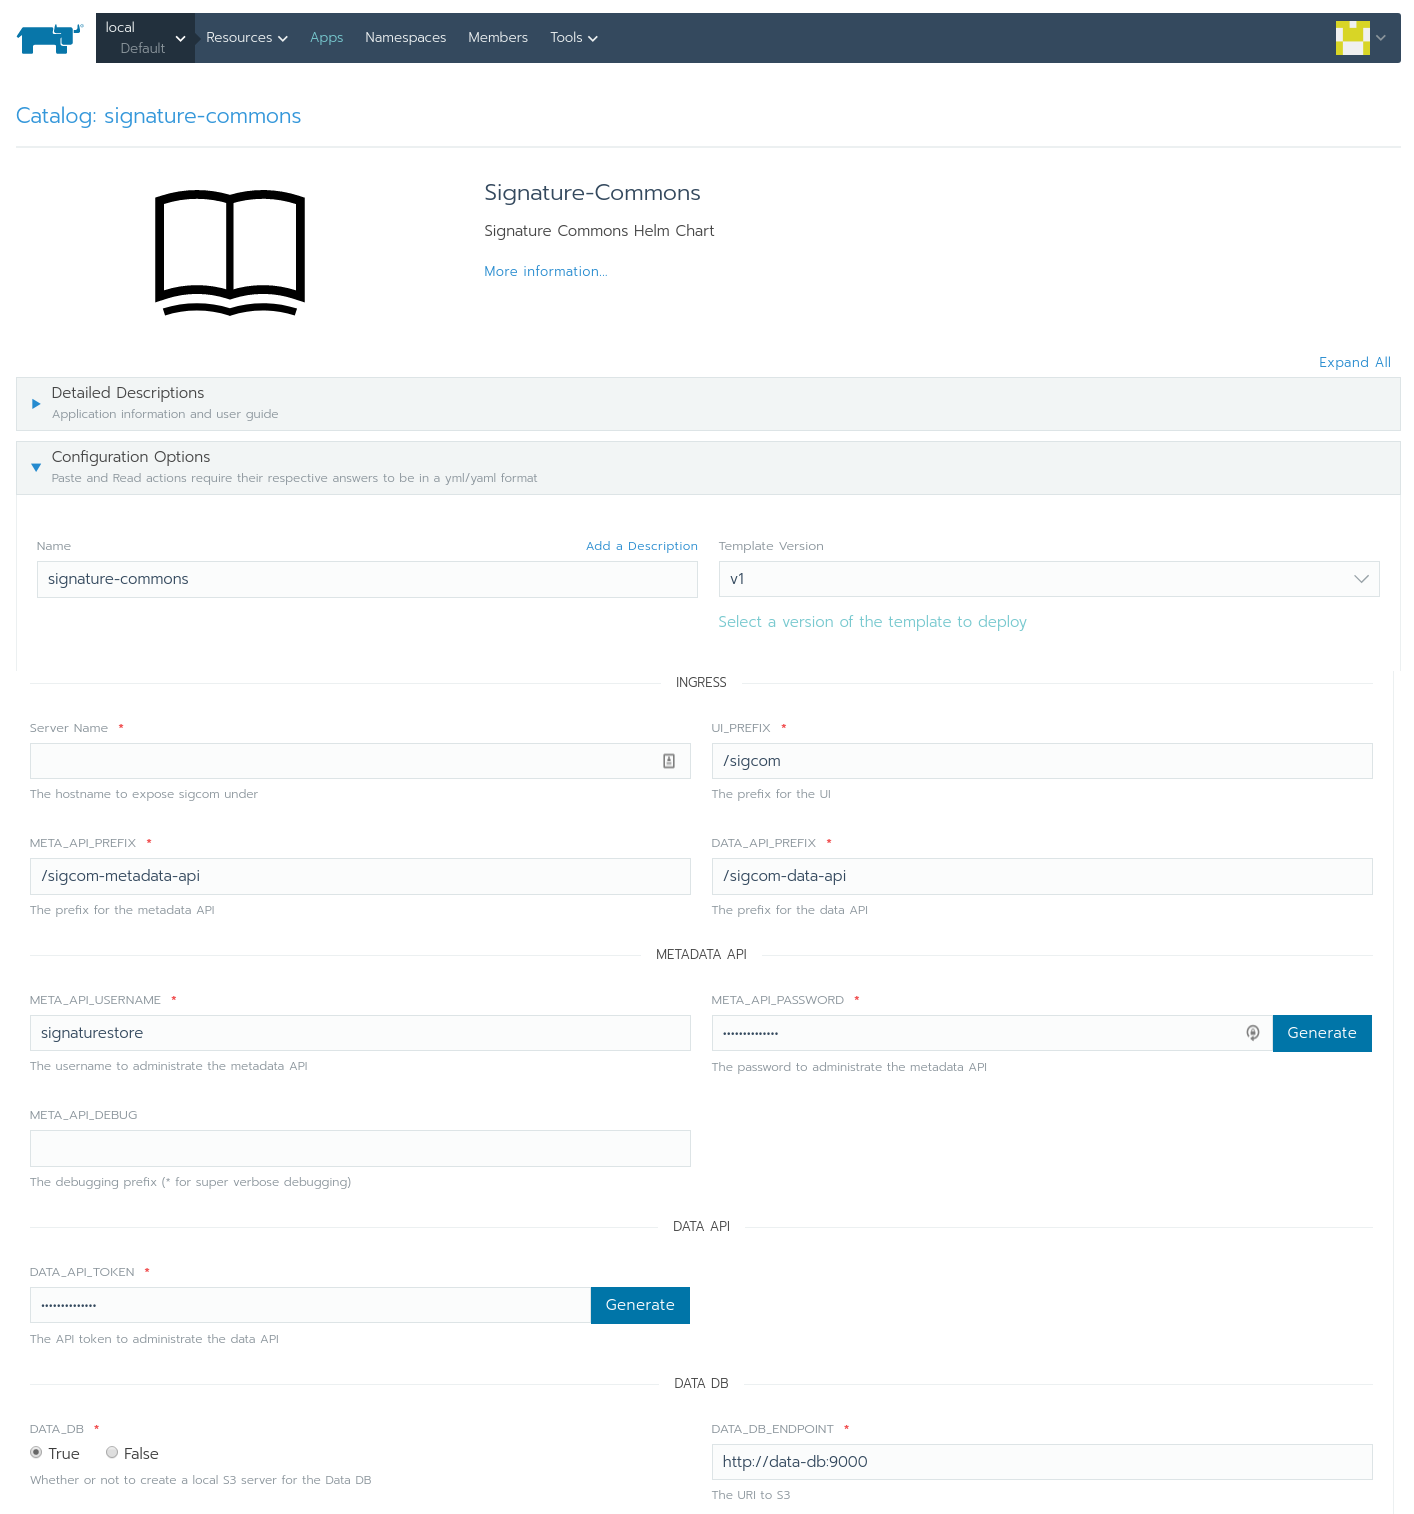 local
Default
Resources
Apps
Namespaces
Members
Tools
Catalog: signature-commons
Signature-Commons
Signature Commons Helm Chart
More information...
Expand All
Detailed Descriptions
Application information and user guide
Configuration Options
Paste and Read actions require their respective answers to be in a yml/yaml format
Name
Add a Description
Template Version
signature-commons
v1
Select a version of the template to deploy
INGRESS
Server Name *
UI_PREFIX *
/sigcom
The hostname to expose sigcom under
The prefix for the UI
META_API_PREFIX *
DATA_API_PREFIX *
/sigcom-metadata-api
/sigcom-data-api
The prefix for the metadata API
The prefix for the data API
METADATA API
META_API_USERNAME *
META_API_PASSWORD *
signaturestore
••••••••••••••
Generate
The username to administrate the metadata API
The password to administrate the metadata API
META_API_DEBUG
The debugging prefix (* for super verbose debugging)
DATA API
DATA_API_TOKEN *
••••••••••••••
Generate
The API token to administrate the data API
DATA DB
DATA_DB *
DATA_DB_ENDPOINT *
True
False
http://data-db:9000
Whether or not to create a local S3 server for the Data DB
The URI to S3